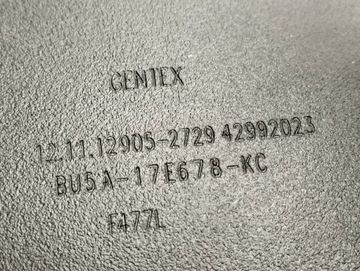 GENTEX
12.11.12905-2729 42992023
BU5A-17E678-KC
F477L